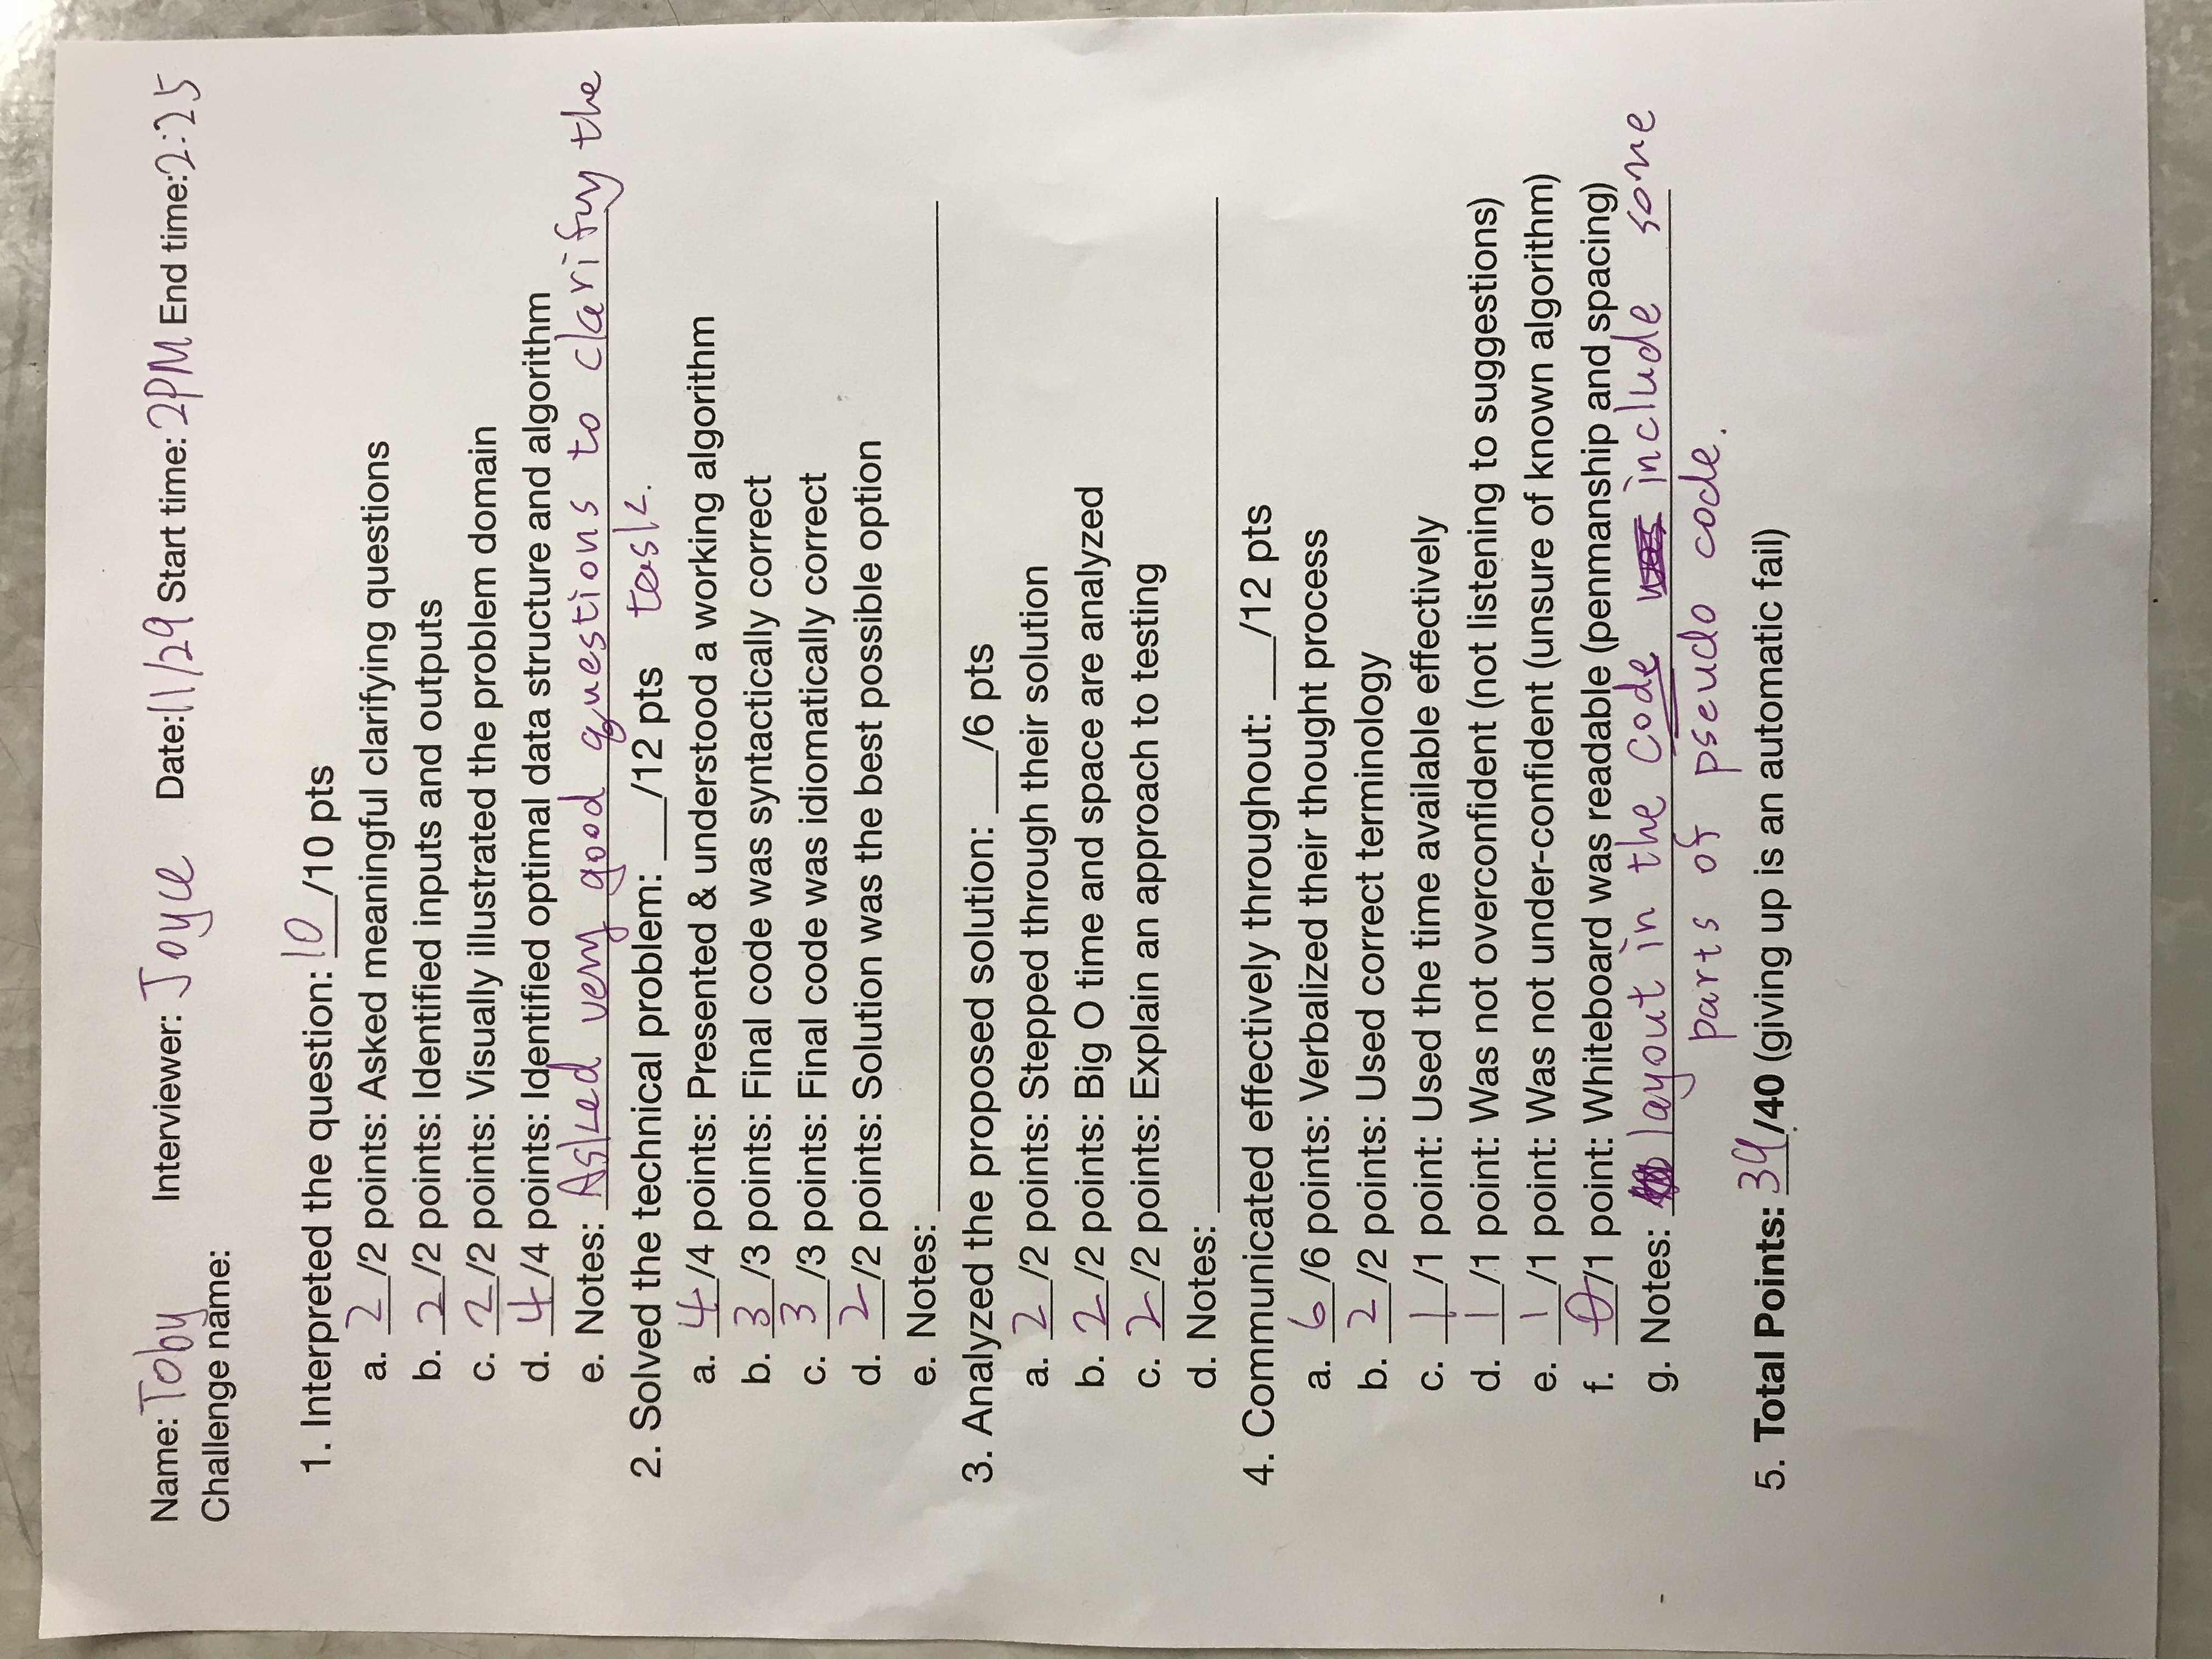 Name: Toby Interviewer: Joyce Date: 11/29 Start time: 2PM End time: 2:25
Challenge name:
1. Interpreted the question: 10/10 pts
a. 2/2 points: Asked meaningful clarifying questions
b. 2/2 points: Identified inputs and outputs
c. 2/2 points: Visually illustrated the problem domain
d. 4/4 points: Identified optimal data structure and algorithm
e. Notes: Asked very good questions to clarify the
2. Solved the technical problem: ___/12 pts task.
a. 4/4 points: Presented & understood a working algorithm
b. 3/3 points: Final code was syntactically correct
c. 3/3 points: Final code was idiomatically correct
d. 2/2 points: Solution was the best possible option
e. Notes:
3. Analyzed the proposed solution: ___/6 pts
a. 2/2 points: Stepped through their solution
b. 2/2 points: Big O time and space are analyzed
c. 2/2 points: Explain an approach to testing
d. Notes:
4. Communicated effectively throughout: ___/12 pts
a. 6/6 points: Verbalized their thought process
b. 2/2 points: Used correct terminology
c. 1/1 point: Used the time available effectively
d. 1/1 point: Was not overconfident (not listening to suggestions)
e. 1/1 point: Was not under-confident (unsure of known algorithm)
f. 0/1 point: Whiteboard was readable (penmanship and spacing)
g. Notes: layout in the code include some
parts of pseudo code.
5. Total Points: 39/40 (giving up is an automatic fail)